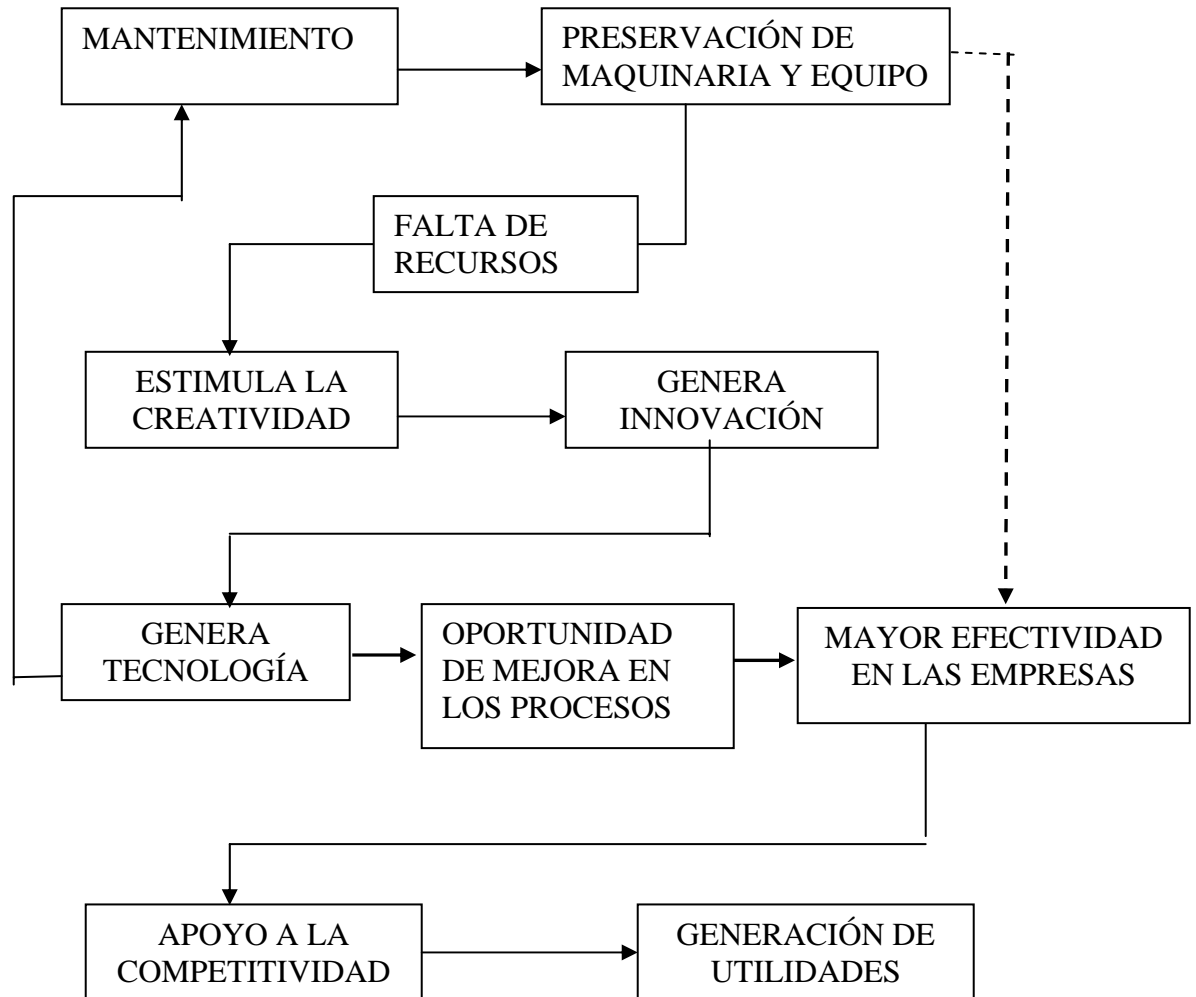 MANTENIMIENTO
PRESERVACIÓN DE
MAQUINARIA Y EQUIPO
FALTA DE
RECURSOS
ESTIMULA LA
CREATIVIDAD
GENERA
INNOVACIÓN
GENERA
TECNOLOGÍA
OPORTUNIDAD
DE MEJORA EN
LOS PROCESOS
MAYOR EFECTIVIDAD
EN LAS EMPRESAS
APOYO A LA
COMPETITIVIDAD
GENERACIÓN DE
UTILIDADES